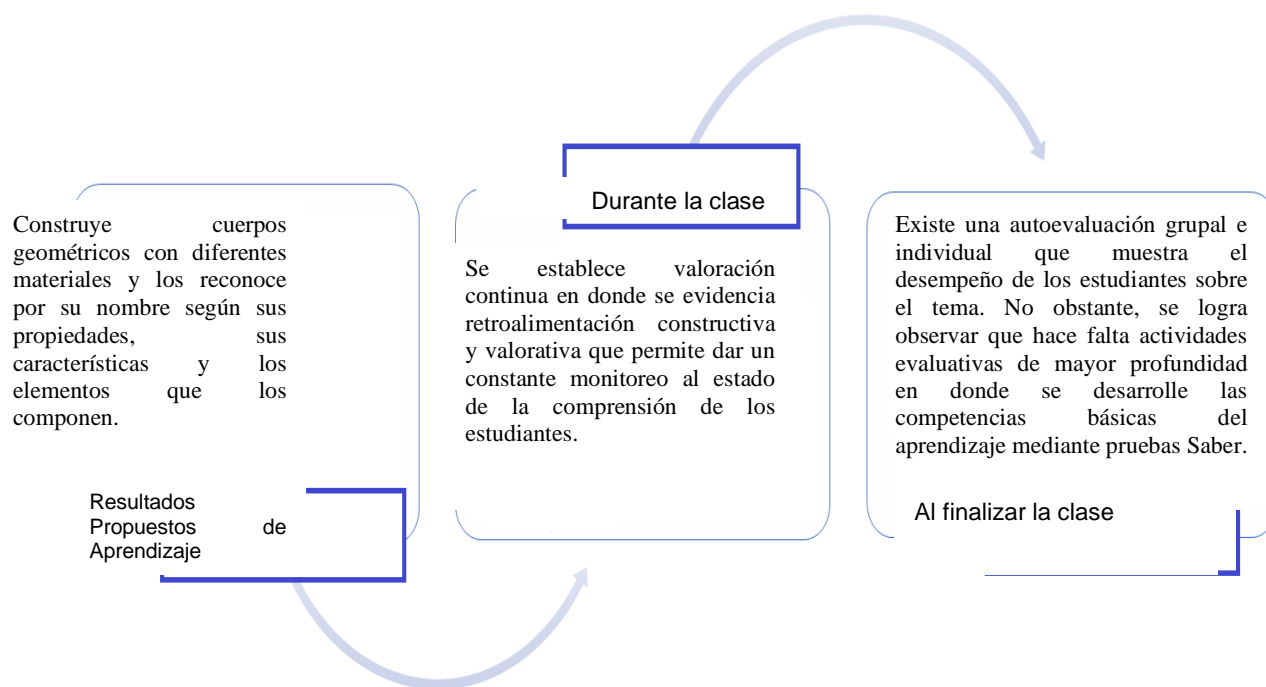 Construye cuerpos
geométricos con diferentes
materiales y los reconoce
por su nombre según sus
propiedades, sus
características y los
elementos que los
componen.
Resultados
Propuestos de
Aprendizaje
Durante la clase
Se establece valoración
continua en donde se evidencia
retroalimentación constructiva
y valorativa que permite dar un
constante monitoreo al estado
de la comprensión de los
estudiantes.
Existe una autoevaluación grupal e
individual que muestra el
desempeño de los estudiantes sobre
el tema. No obstante, se logra
observar que hace falta actividades
evaluativas de mayor profundidad
en donde se desarrolle las
competencias básicas del
aprendizaje mediante pruebas Saber.
Al finalizar la clase